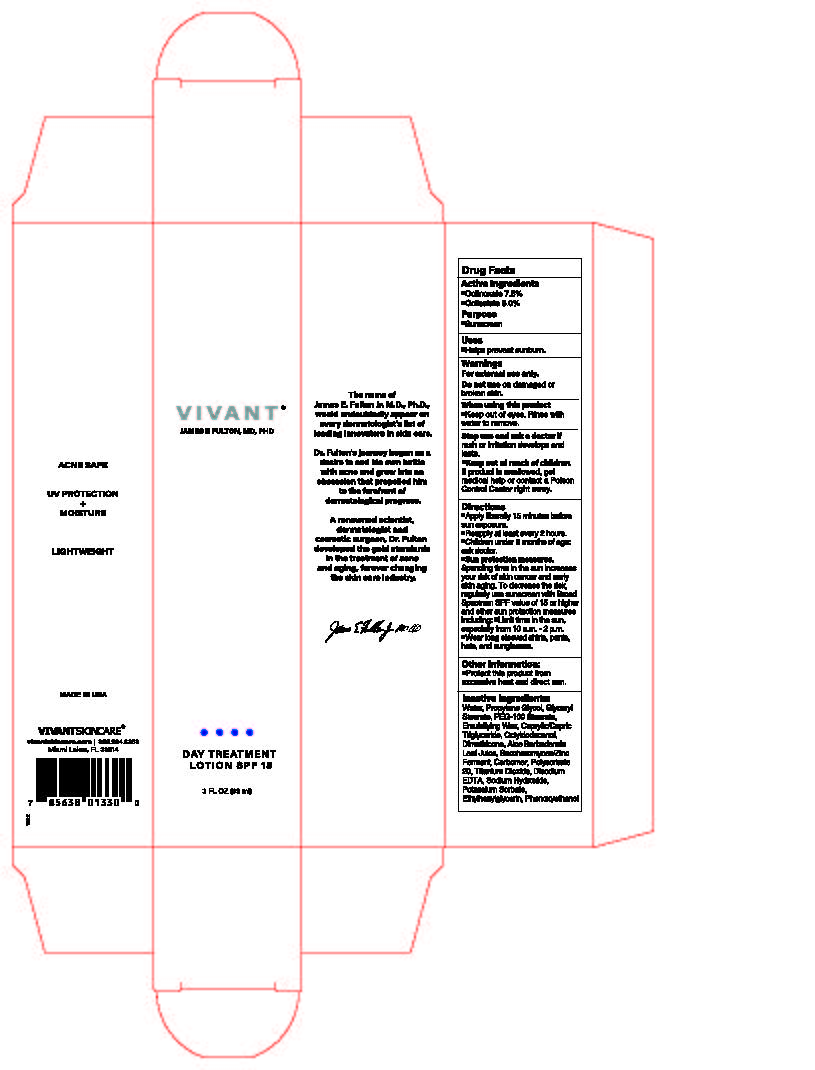 ACNE SAFE
UV PROTECTION
+
MOISTURE
LIGHTWEIGHT
MADE IN USA
VIVANTSKINCARE®
Miami Lakes, FL 33014
7 85638 01330 0
VIVANT®
JAMES E FULTON, MD, PHD
DAY TREATMENT
LOTION SPF 15
3 FL OZ
The name of
James E. Fulton Jr. M.D., Ph.D.,
would undoubtedly appear on
every dermatologist's list of
leading innovators in skin care.
Dr. Fulton's journey began as a
desire to end his own battle
with acne and grew into an
obsession that propelled him
to the forefront of
dermatological progress.
A renowned scientist,
dermatologist and
cosmetic surgeon, Dr. Fulton
developed the gold standards
in the treatment of acne
and aging, forever changing
the skin care industry.
Drug Facts
Active Ingredients
▪Octinoxate 7.5%
▪Octisalate 5.0%
Purpose
▪Sunscreen
Uses
▪Helps prevent sunburn.
Warnings
For external use only.
Do not use on damaged or
broken skin.
When using this product
▪Keep out of eyes. Rinse with
water to remove.
Stop use and ask a doctor if
rash or irritation develops and
lasts.
▪Keep out of reach of children.
If product is swallowed, get
medical help or contact a Poison
Control Center right away.
Directions
▪Apply liberally 15 minutes before
sun exposure.
▪Reapply at least every 2 hours.
▪Children under 6 months of age:
ask doctor.
▪Sun protection measures.
Spending time in the sun increases
your risk of skin cancer and early
skin aging. To decrease the risk,
regularly use sunscreen with Broad
Spectrum SPF value of 15 or higher
and other sun protection measures
including: ▪Limit time in the sun,
especially from 10 a.m. - 2 p.m.
▪Wear long sleeved shirts, pants,
hats, and sunglasses.
Other Information:
▪Protect this product from
excessive heat and direct sun.
Inactive Ingredients
Water, Propylene Glycol, Glyceryl
Stearate, PEG-100 Stearate,
Emulsifying Wax, Caprylic/Capric
Triglyceride, Octyldodecanol,
Dimethicone, Aloe Barbadensis
Leaf Juice, Saccharomyces/Zinc
Ferment, Carbomer, Polysorbate
20, Titanium Dioxide, Disodium
EDTA, Sodium Hydroxide,
Potassium Sorbate,
Ethylhexylglycerin, Phenoxyethanol